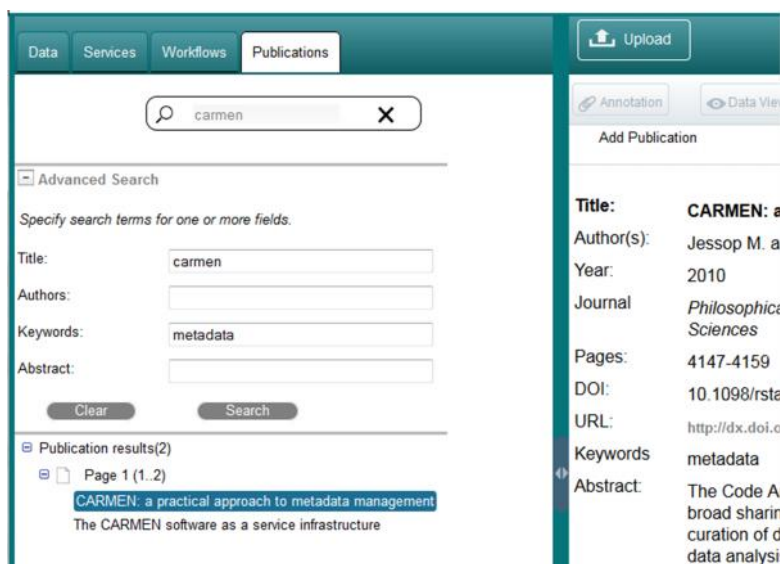 Data Services Workflows Publications
carmen
Advanced Search
Specify search terms for one or more fields.
Title: carmen
Authors:
Keywords: metadata
Abstract:
Clear Search
Publication results(2)
Page 1 (1..2)
CARMEN: a practical approach to metadata management
The CARMEN software as a service infrastructure
Upload
Annotation Data Vie
Add Publication
Title: CARMEN: a
Author(s): Jessop M. a
Year: 2010
Journal Philosophica
Sciences
Pages: 4147-4159
DOI: 10.1098/rsta
URL: http://dx.doi.o
Keywords metadata
Abstract: The Code A
broad sharin
curation of d
data analysi